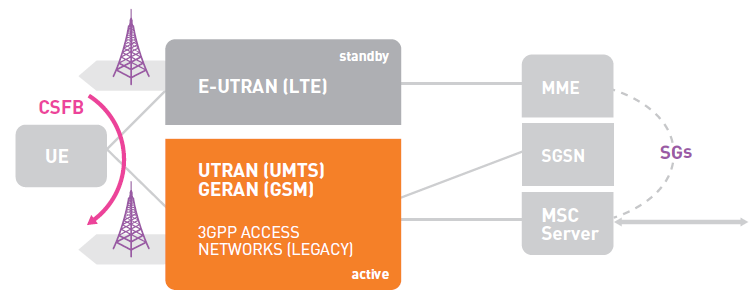 standby
E-UTRAN (LTE)
CSFB
UE
UTRAN (UMTS)
GERAN (GSM)
3GPP ACCESS
NETWORKS (LEGACY)
active
MME
SGSN
MSC
Server
SGs